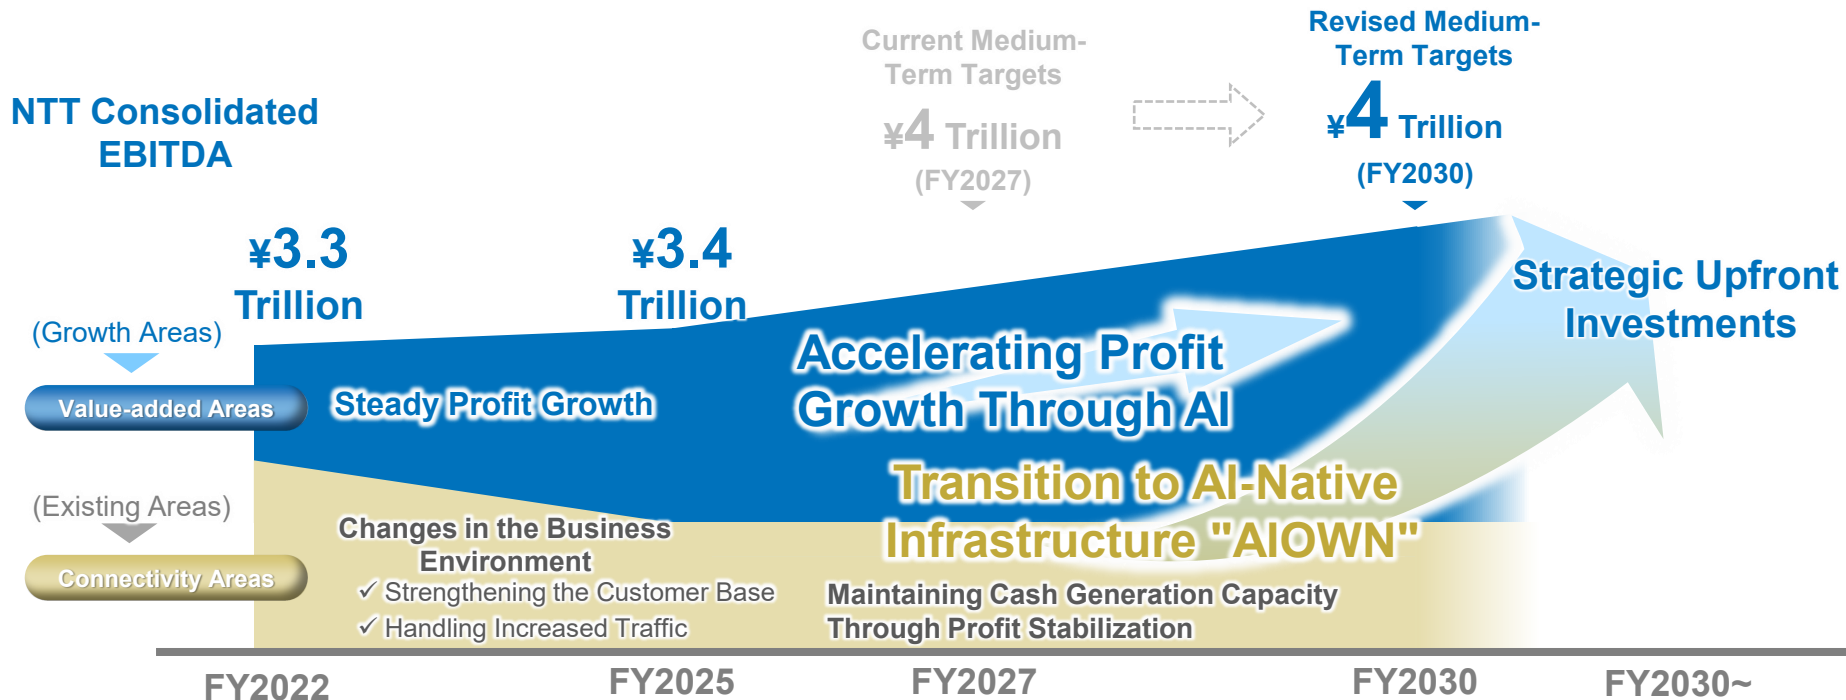 NTT Consolidated
EBITDA
Current Medium-
Term Targets
¥4 Trillion
(FY2027)
Revised Medium-
Term Targets
¥4 Trillion
(FY2030)
¥3.3
Trillion
¥3.4
Trillion
Strategic Upfront
Investments
(Growth Areas)
Value-added Areas
Steady Profit Growth
Accelerating Profit
Growth Through AI
Transition to AI-Native
Infrastructure "AIOWN"
(Existing Areas)
Connectivity Areas
Changes in the Business
Environment
✓ Strengthening the Customer Base
✓ Handling Increased Traffic
Maintaining Cash Generation Capacity
Through Profit Stabilization
FY2022
FY2025
FY2027
FY2030
FY2030~